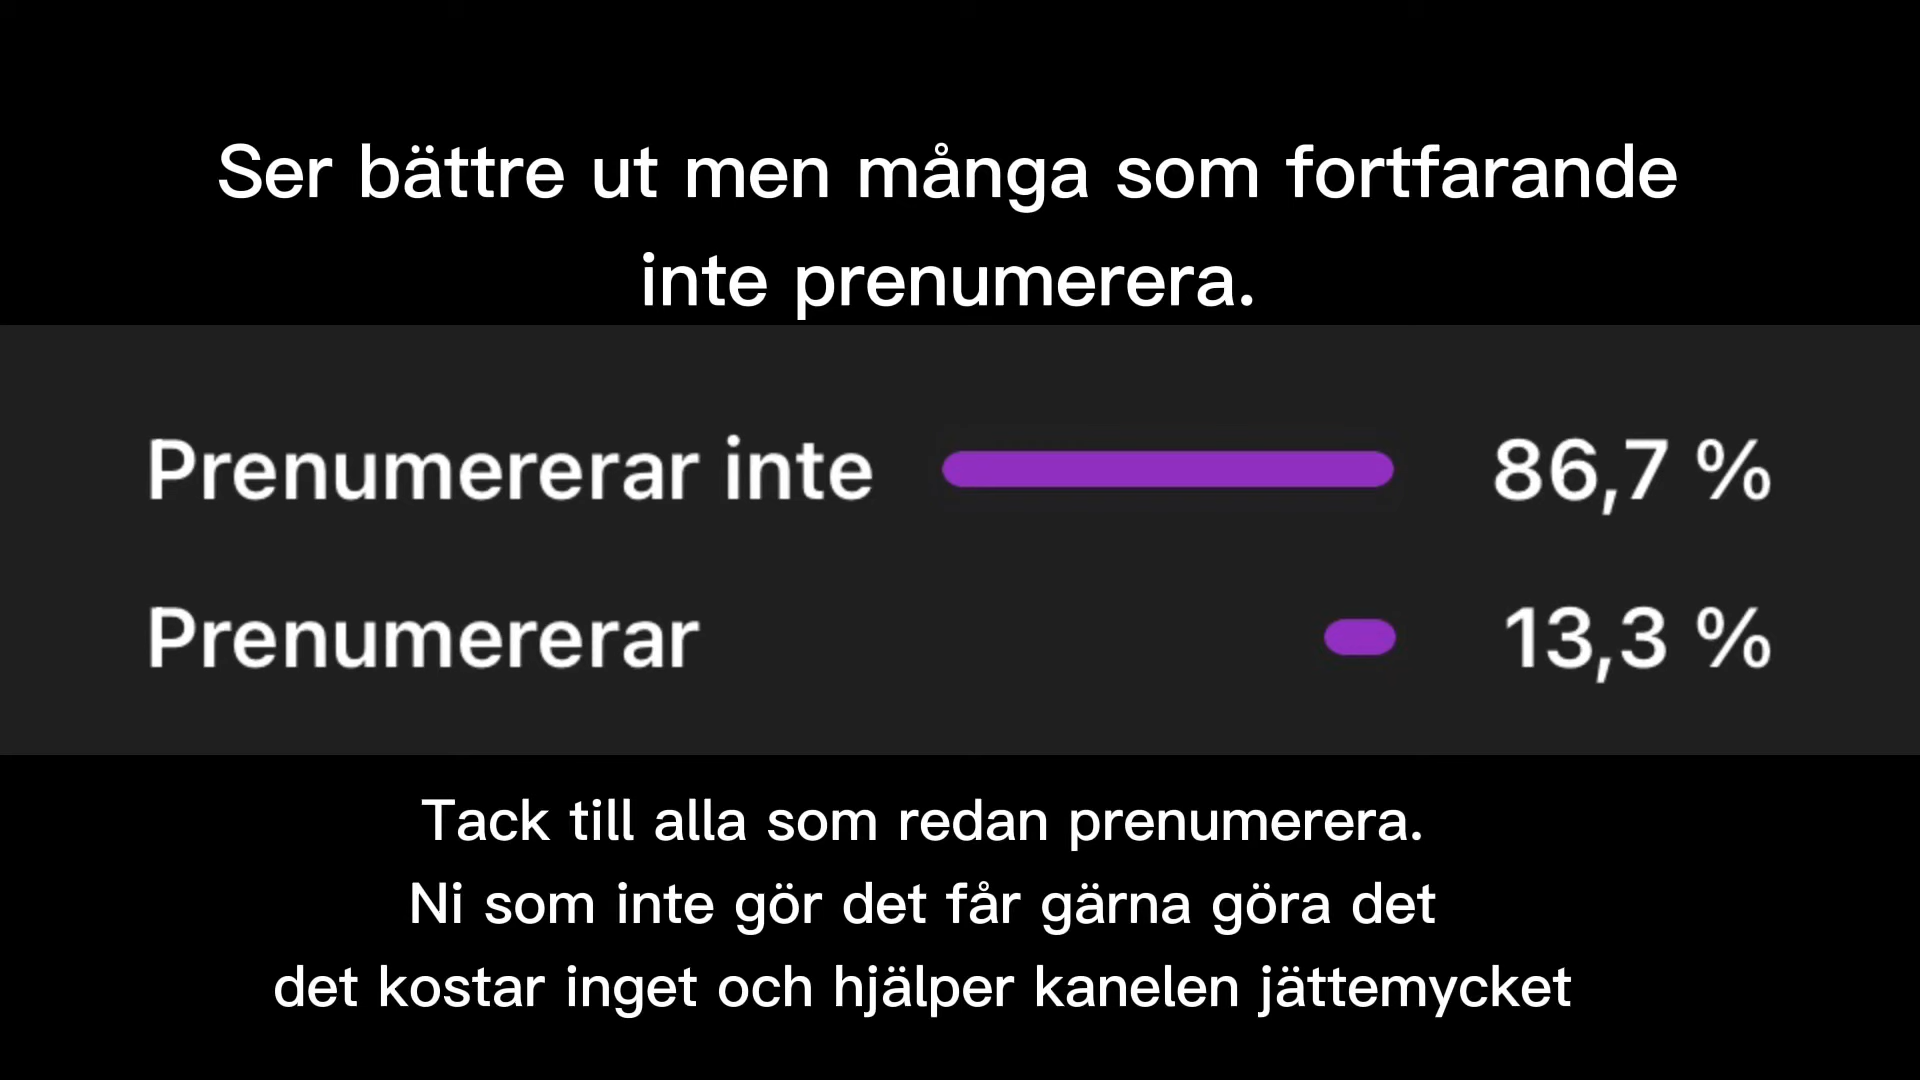 Ser bättre ut men många som fortfarande
inte prenumerera.
Prenumererar inte 86,7 %
Prenumererar 13,3 %
Tack till alla som redan prenumerera.
Ni som inte gör det får gärna göra det
det kostar inget och hjälper kanelen jättemycket